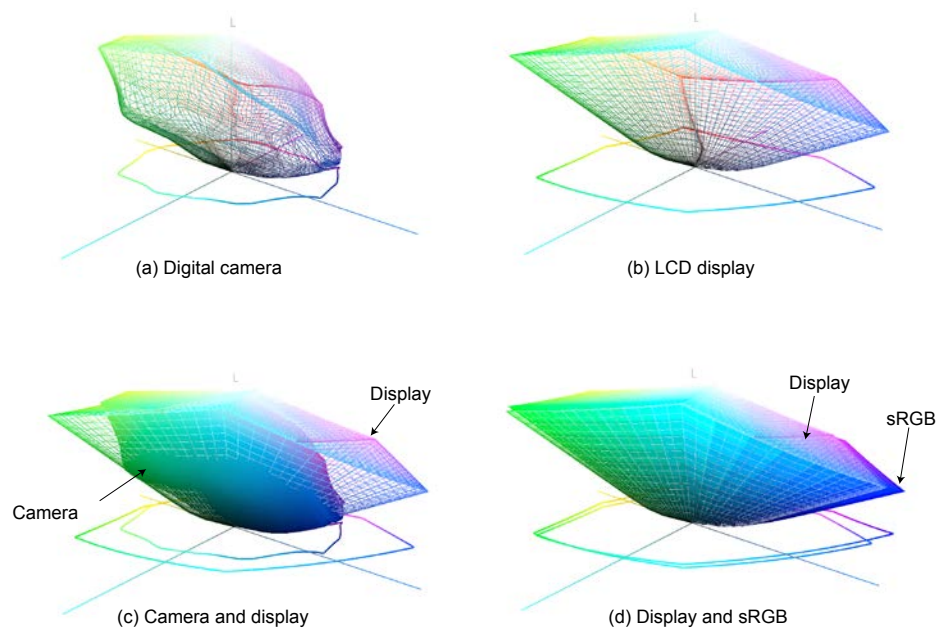 L
(a) Digital camera
L
(b) LCD display
L
Display
Camera
(c) Camera and display
L
Display
sRGB
(d) Display and sRGB